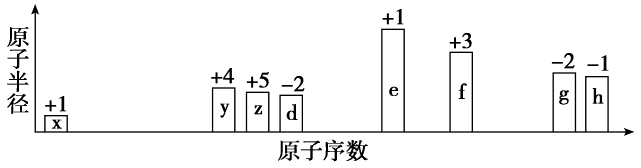 原子半径
+1 +4 +5 −2 +1 +3 −2 −1
x y z d e f g h
原子序数